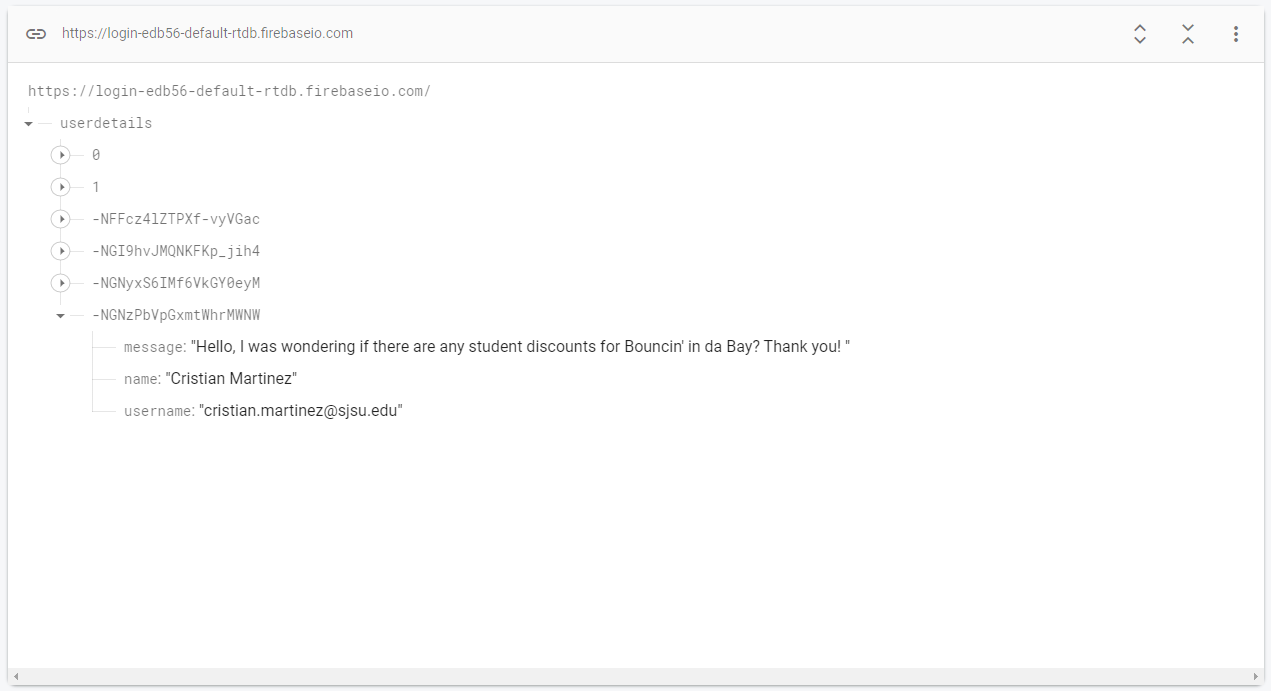 https://login-edb56-default-rtdb.firebaseio.com
https://login-edb56-default-rtdb.firebaseio.com/
userdetails
0
1
-NFFcz4lZTPXf-vyVGac
-NGI9hvJMQNKFKp_jih4
-NGNyxS6IMf6VkGY0eyM
-NGNzPbVpGxmtWhrMWNW
message: "Hello, I was wondering if there are any student discounts for Bouncin' in da Bay? Thank you! "
name: "Cristian Martinez"
username: "cristian.martinez@sjsu.edu"